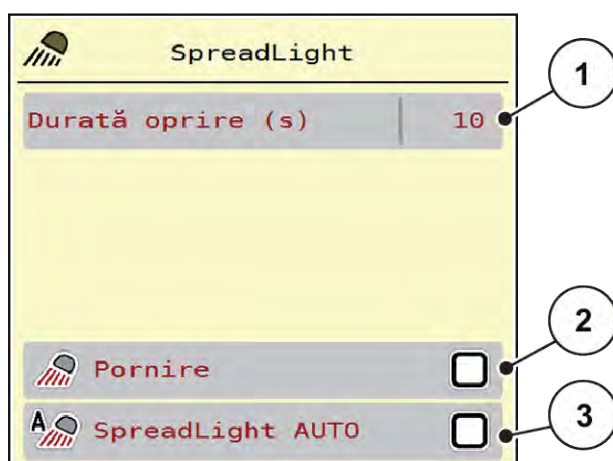 SpreadLight
1
Durată oprire (s) 10
2
Pornire
3
A
SpreadLight AUTO